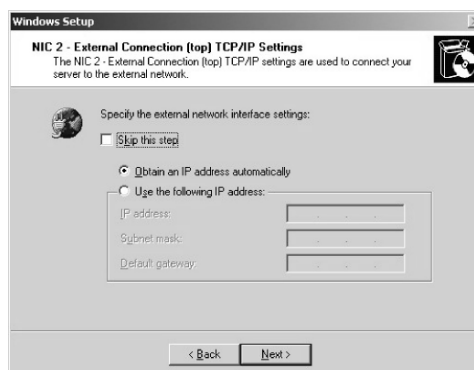 Windows Setup
NIC 2 - External Connection (top) TCP/IP Settings
The NIC 2 - External Connection (top) TCP/IP settings are used to connect your
server to the external network.
Specify the external network interface settings:
Skip this step
Obtain an IP address automatically
Use the following IP address:
IP address:
Subnet mask:
Default gateway:
< Back
Next >